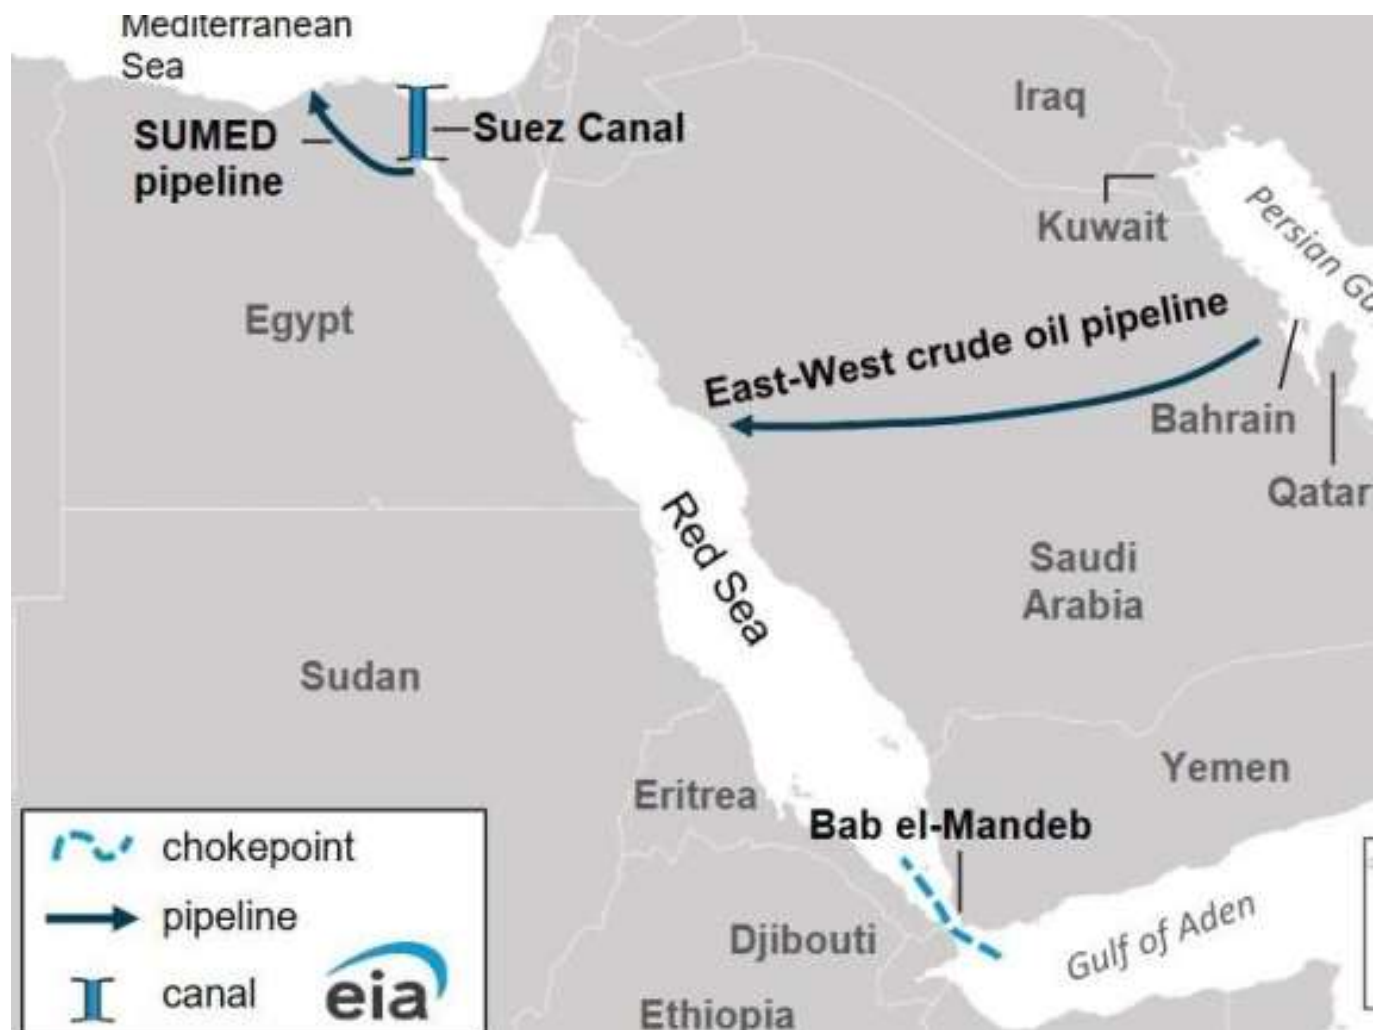 Mediterranean
Sea
SUMED
pipeline
Suez Canal
Iraq
Kuwait
Persian Gu
Egypt
East-West crude oil pipeline
Bahrain
Qatar
Red Sea
Saudi
Arabia
Sudan
Yemen
Eritrea
Bab el-Mandeb
Djibouti
Gulf of Aden
Ethiopia
chokepoint
pipeline
canal
eia